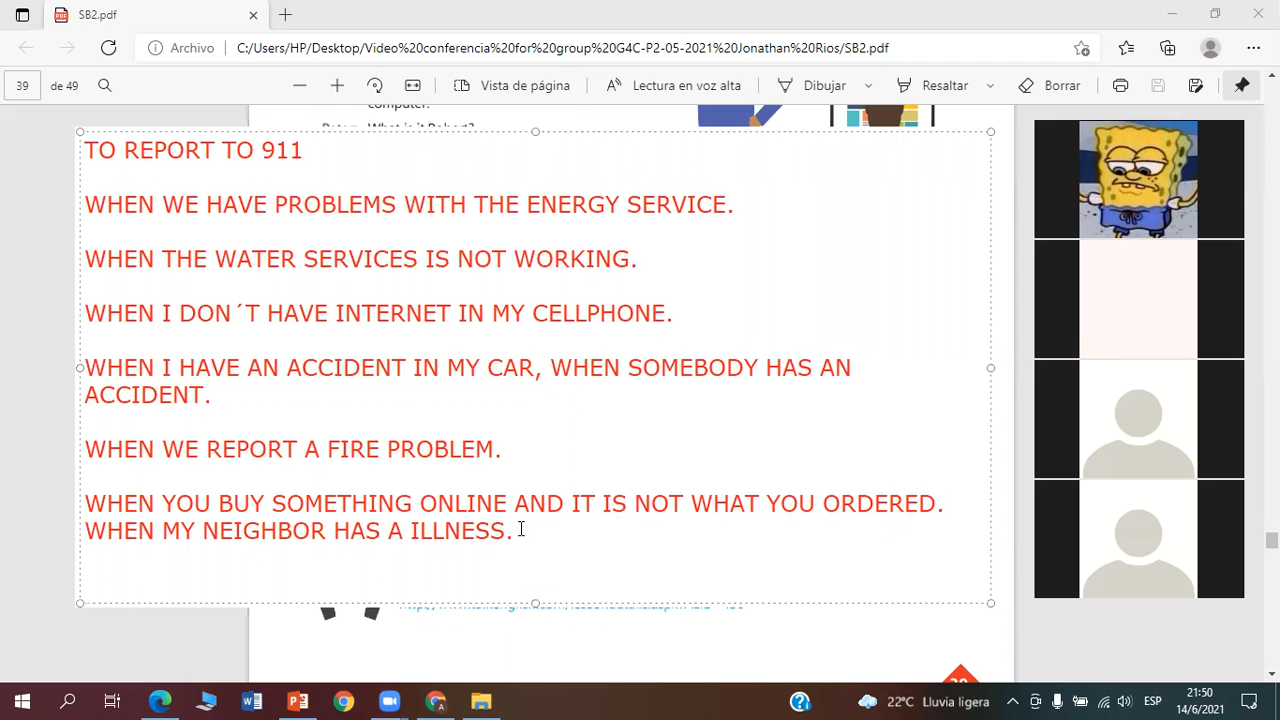 SB2.pdf
Archivo
C:/Users/HP/Desktop/Video%20conferencia%20for%20group%20G4C-P2-05-2021%20Jonathan%20Rios/SB2.pdf
39
de 49
Vista de página
Lectura en voz alta
Dibujar
Resaltar
Borrar
computer.
TO REPORT TO 911
WHEN WE HAVE PROBLEMS WITH THE ENERGY SERVICE.
WHEN THE WATER SERVICES IS NOT WORKING.
WHEN I DON´T HAVE INTERNET IN MY CELLPHONE.
WHEN I HAVE AN ACCIDENT IN MY CAR, WHEN SOMEBODY HAS AN
ACCIDENT.
WHEN WE REPORT A FIRE PROBLEM.
WHEN YOU BUY SOMETHING ONLINE AND IT IS NOT WHAT YOU ORDERED.
WHEN MY NEIGHBOR HAS A ILLNESS.
22°C Lluvia ligera
ESP
21:50
14/6/2021